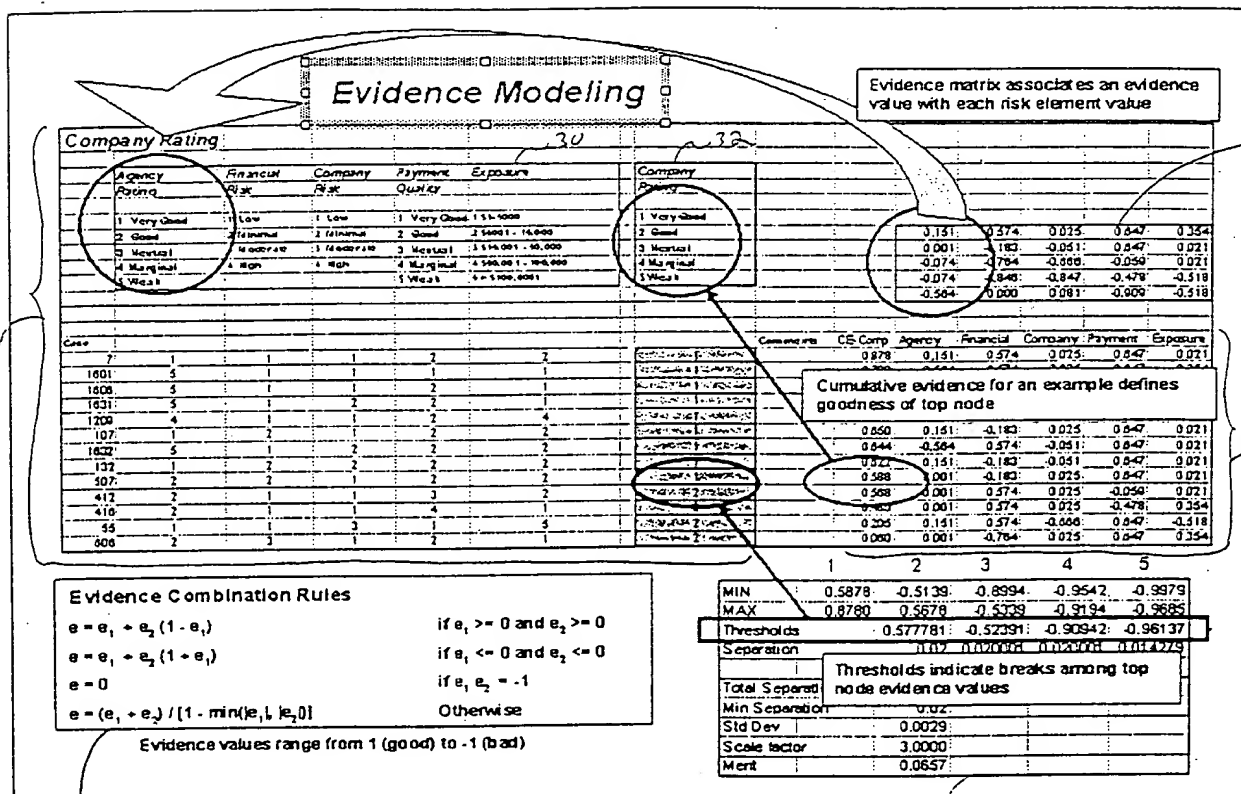 Evidence Modeling
Evidence matrix associates an evidence
value with each risk element value
Company Rating
30
32
Agency Financial Company Payment Exposure Company
Rating Risk Risk Quality Rating
1 Very Good 1 Low 1 Low 1 Very Good 1 Very Good
2 Good 2 Minimal 2 Minimal 2 Good 2 Good 0.151 0.574 0.025 0.647 0.354
3 Neutral 3 Moderate 3 Moderate 3 Neutral 3 Neutral 0.001 -0.183 -0.051 0.647 0.021
4 Marginal 4 High 4 High 4 Marginal 4 Marginal -0.074 -0.764 -0.666 -0.059 0.021
5 Weak 5 Weak 5 Weak -0.074 -0.846 -0.847 -0.478 -0.518
-0.564 0.000 0.081 -0.909 -0.518
Case Comments CE-Comp Agency Financial Company Payment Exposure
7 1 1 1 2 2 0.878 0.151 0.574 0.025 0.647 0.021
1601 5 1 1 1 1
1606 5 1 1 2 1
1631 5 1 2 2 1
1209 4 1 1 2 4
107 1 2 1 2 2 0.650 0.151 -0.183 0.025 0.647 0.021
1632 5 1 2 2 2 0.644 -0.564 0.574 -0.051 0.647 0.021
132 1 2 2 2 2 0.151 -0.183 -0.051 0.647 0.021
507 2 2 1 2 2 0.588 0.001 -0.183 0.025 0.647 0.021
412 2 1 1 3 2 0.568 0.001 0.574 0.025 -0.059 0.021
416 2 1 1 4 1 0.001 0.574 0.025 -0.478 0.354
55 1 1 3 2 5 0.205 0.151 0.574 -0.666 0.647 -0.518
606 2 3 1 2 1 0.060 0.001 -0.764 0.025 0.647 0.354
Cumulative evidence for an example defines
goodness of top node
1 2 3 4 5
MIN 0.5878 -0.5139 -0.8994 -0.9542 -0.9979
MAX 0.8780 0.5678 -0.5339 -0.9194 -0.9685
Thresholds 0.577781 -0.52391 -0.90942 -0.96137
Separation 0.02 0.020008 0.020008 0.014279
Thresholds indicate breaks among top
node evidence values
Total Separati
Min Separation 0.02
Std Dev 0.0029
Scale factor 3.0000
Merit 0.0657
Evidence Combination Rules
e = e₁ + e₂ (1 - e₁) if e₁ >= 0 and e₂ >= 0
e = e₁ + e₂ (1 + e₁) if e₁ <= 0 and e₂ <= 0
e = 0 if e₁ e₂ = -1
e = (e₁ + e₂) / [1 - min(|e₁|, |e₂|)] Otherwise
Evidence values range from 1 (good) to -1 (bad)